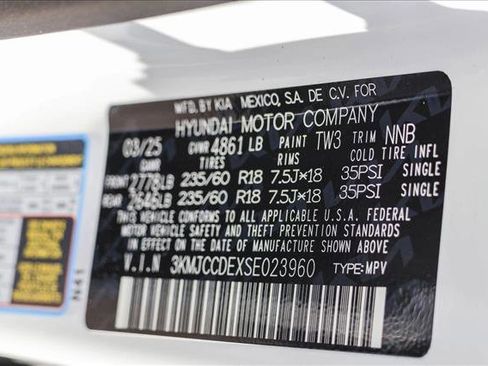 MFD. BY KIA MEXICO, S.A. DE C.V. FOR
HYUNDAI MOTOR COMPANY
03/25 GVWR 4861 LB PAINT TW3 TRIM NNB
GAWR TIRES RIMS COLD TIRE INFL
FRONT 2778LB 235/60 R18 7.5J×18 35PSI SINGLE
REAR 2646LB 235/60 R18 7.5J×18 35PSI SINGLE
THIS VEHICLE CONFORMS TO ALL APPLICABLE U.S.A. FEDERAL
MOTOR VEHICLE SAFETY AND THEFT PREVENTION STANDARDS
IN EFFECT ON THE DATE OF MANUFACTURE SHOWN ABOVE
V.I.N 3KMJCCDEXSE023960 TYPE:MPV